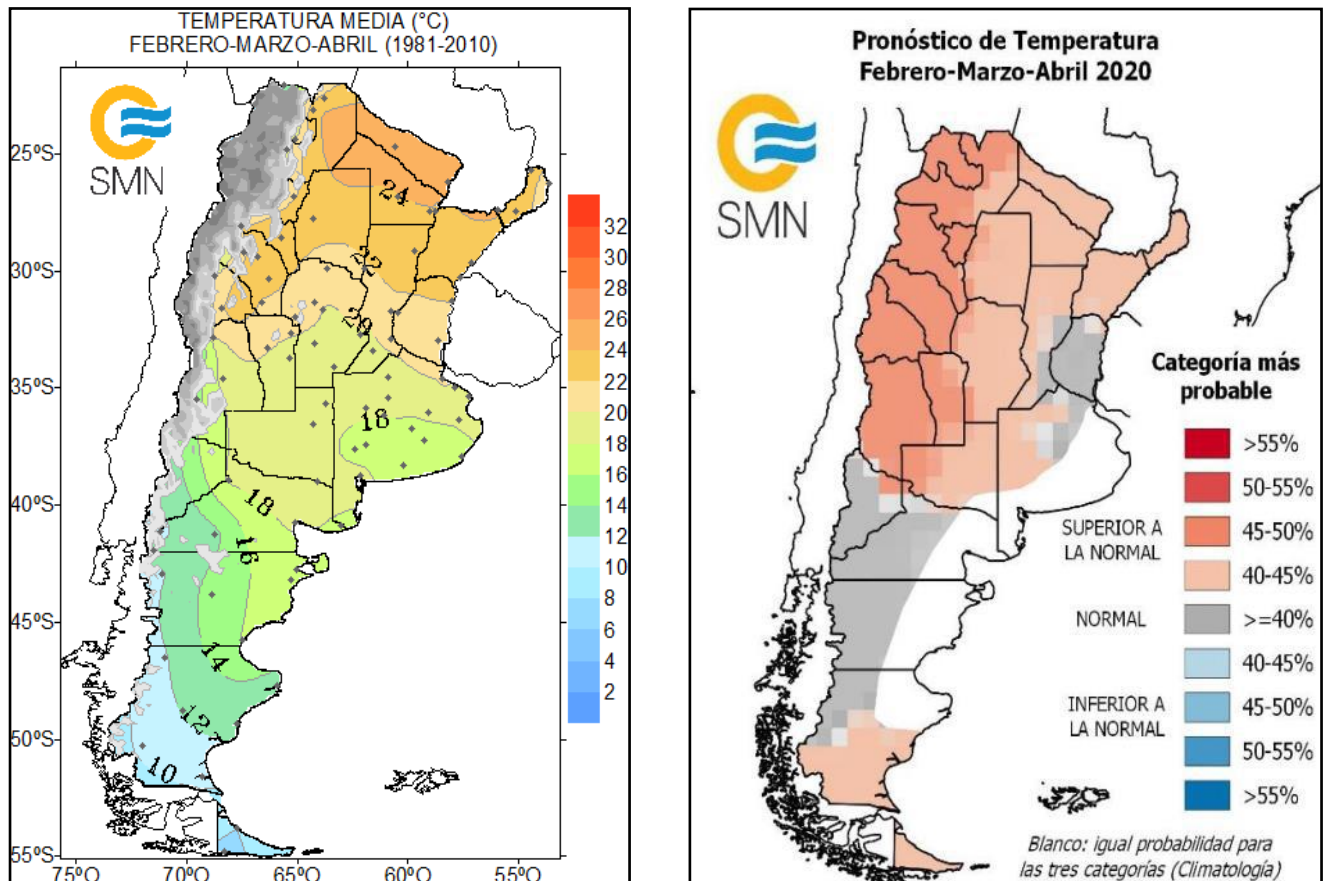 TEMPERATURA MEDIA (°C)
FEBRERO-MARZO-ABRIL (1981-2010)
SMN
25ºS
30ºS
35ºS
40ºS
45ºS
50ºS
55ºS
75ºO
70ºO
65ºO
60ºO
55ºO
24
22
20
18
18
16
14
12
10
32
30
28
26
24
22
20
18
16
14
12
10
8
6
4
2
Pronóstico de Temperatura
Febrero-Marzo-Abril 2020
SMN
Categoría más
probable
>55%
50-55%
SUPERIOR A
LA NORMAL
45-50%
40-45%
NORMAL
>=40%
40-45%
INFERIOR A
LA NORMAL
45-50%
50-55%
>55%
Blanco: igual probabilidad para
las tres categorías (Climatología)